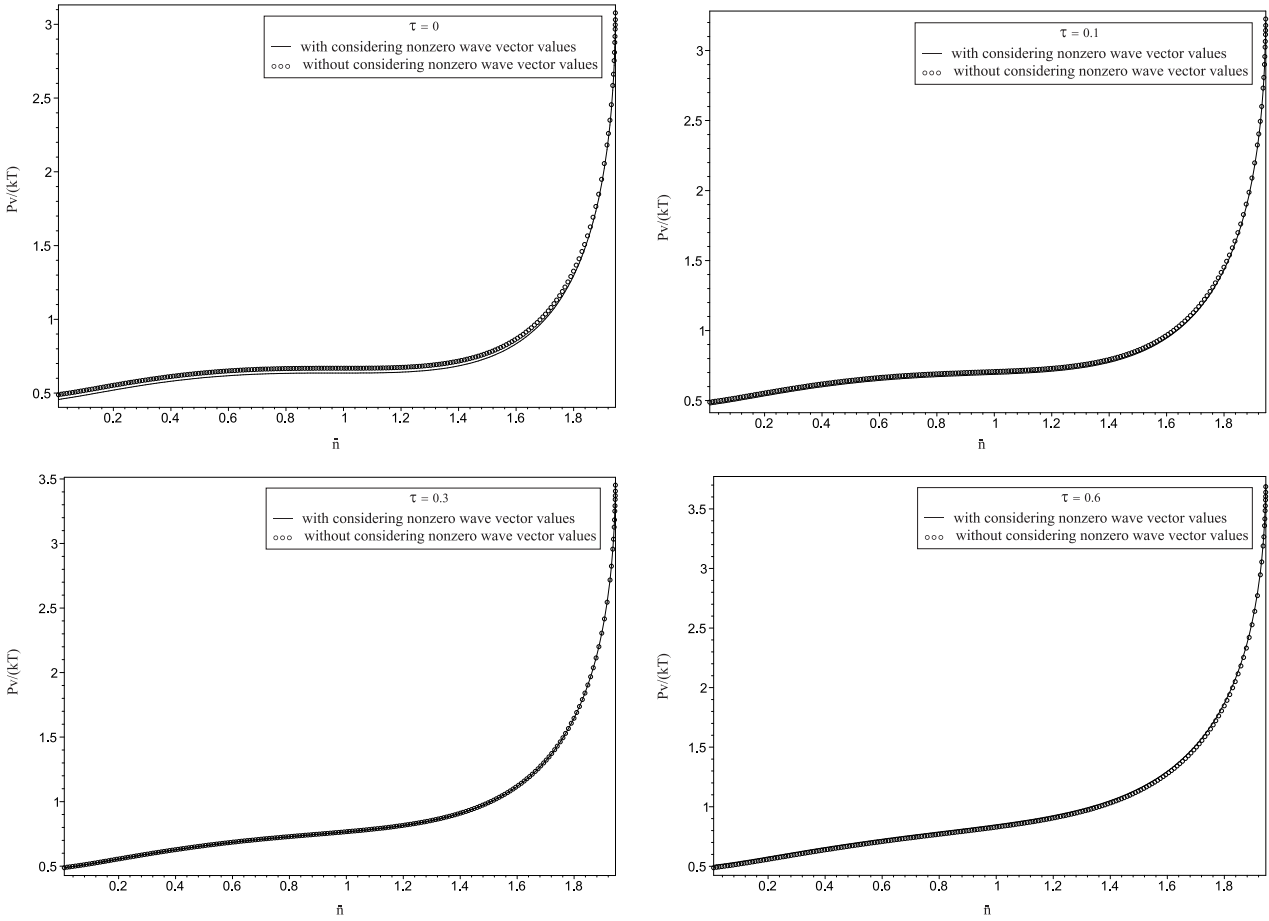 τ = 0
with considering nonzero wave vector values
ooo without considering nonzero wave vector values
Pv/(kT)
3
2.5
2
1.5
1
0.5
0.2 0.4 0.6 0.8 1 1.2 1.4 1.6 1.8
n̄
τ = 0.1
with considering nonzero wave vector values
ooo without considering nonzero wave vector values
Pv/(kT)
3
2.5
2
1.5
1
0.5
0.2 0.4 0.6 0.8 1 1.2 1.4 1.6 1.8
n̄
τ = 0.3
with considering nonzero wave vector values
ooo without considering nonzero wave vector values
Pv/(kT)
3.5
3
2.5
2
1.5
1
0.5
0.2 0.4 0.6 0.8 1 1.2 1.4 1.6 1.8
n̄
τ = 0.6
with considering nonzero wave vector values
ooo without considering nonzero wave vector values
Pv/(kT)
3.5
3
2.5
2
1.5
1
0.5
0.2 0.4 0.6 0.8 1 1.2 1.4 1.6 1.8
n̄